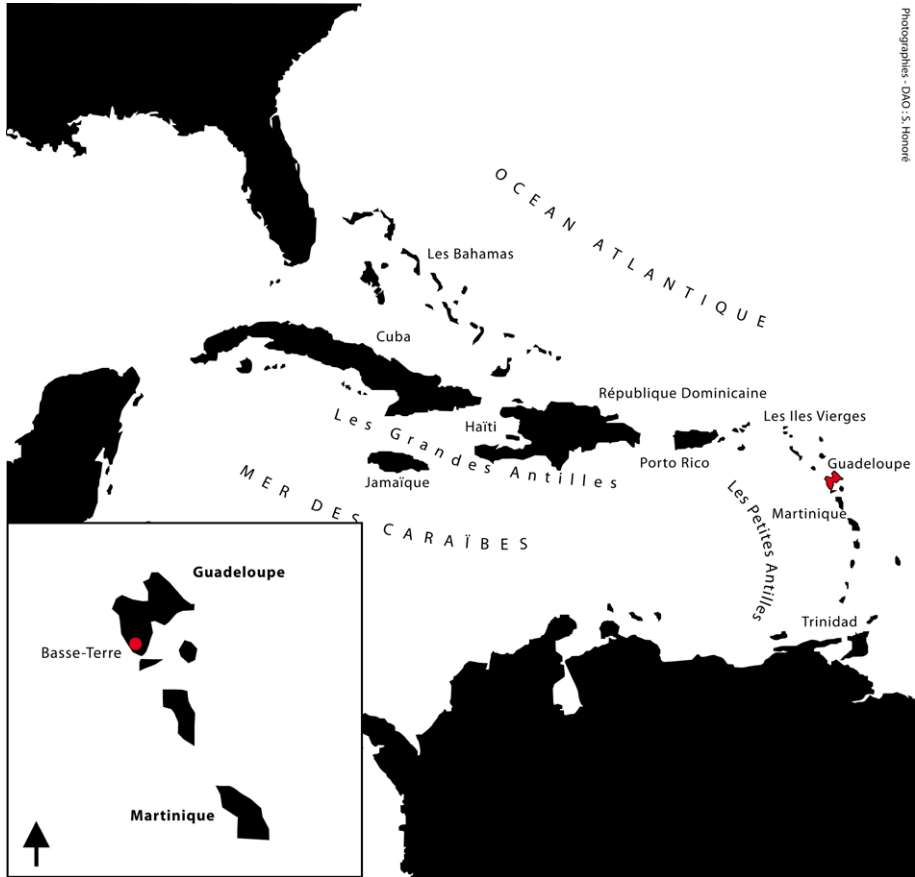 Photographies - DAO : S. Honoré
OCEAN ATLANTIQUE
Les Bahamas
Cuba
République Dominicaine
Les Iles Vierges
Haïti
Les Grandes Antilles
Porto Rico
Guadeloupe
Jamaïque
MER DES CARAÏBES
Martinique
Les Petites Antilles
Trinidad
Guadeloupe
Basse-Terre
Martinique